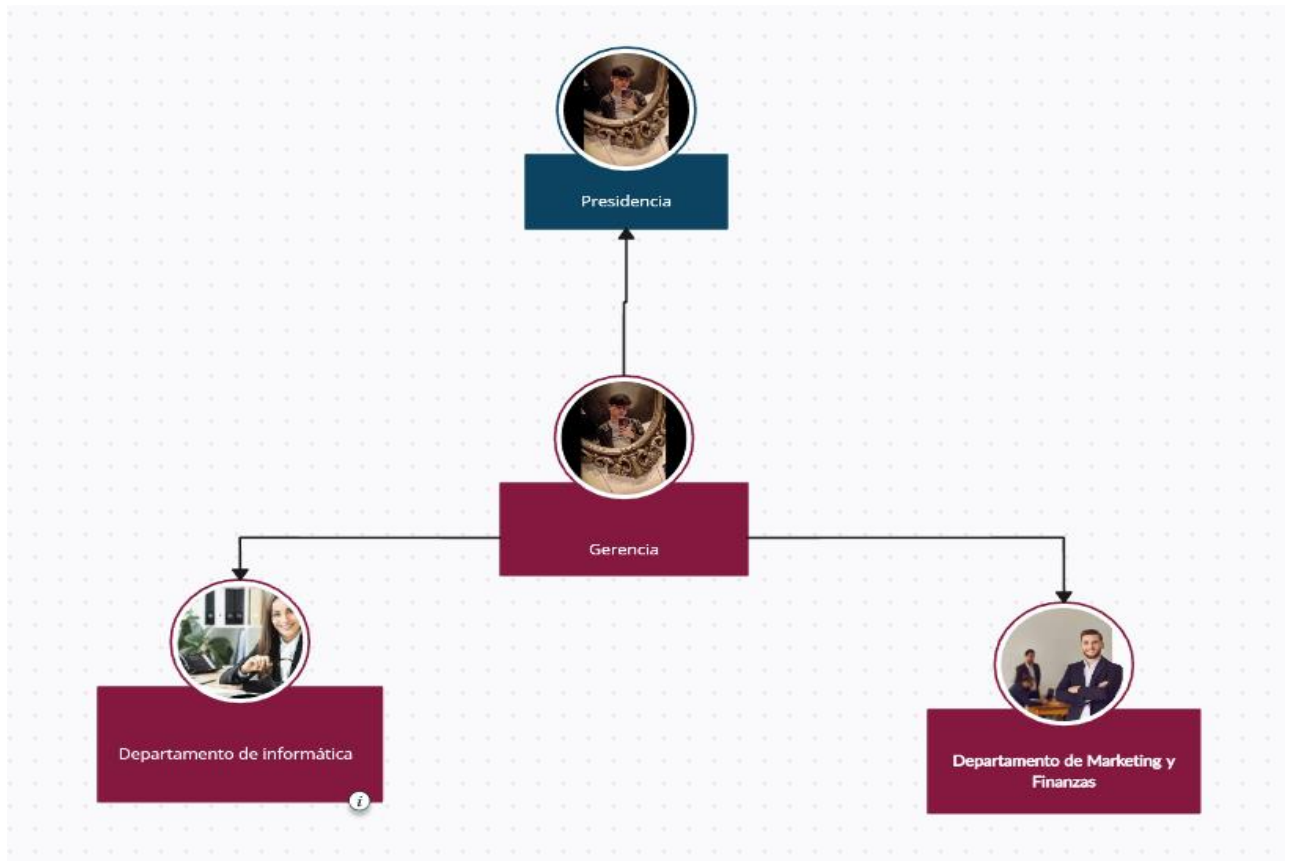 Presidencia
Gerencia
Departamento de informática
i
Departamento de Marketing y
Finanzas